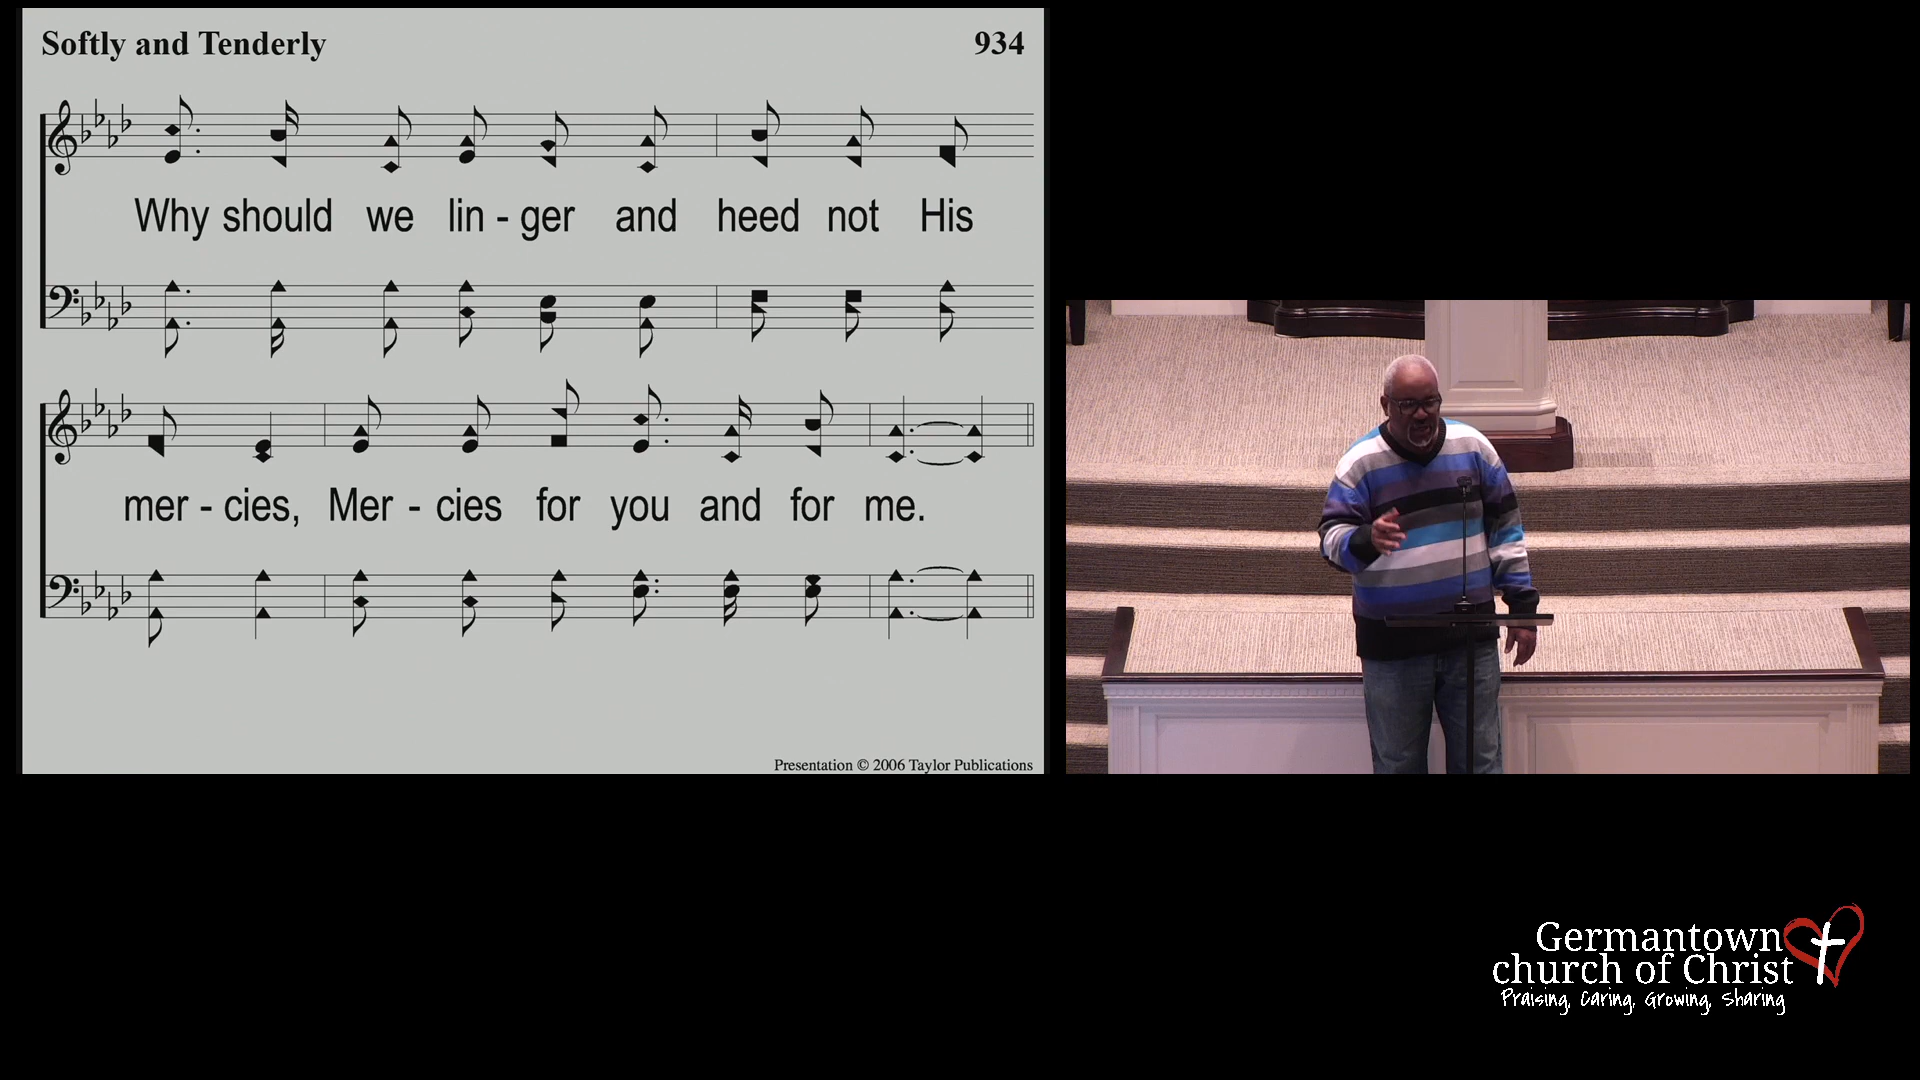 Softly and Tenderly 934
Why should we lin - ger and heed not His
mer - cies, Mer - cies for you and for me.
Presentation © 2006 Taylor Publications
Germantown
church of Christ
Praising, Caring, Growing, Sharing